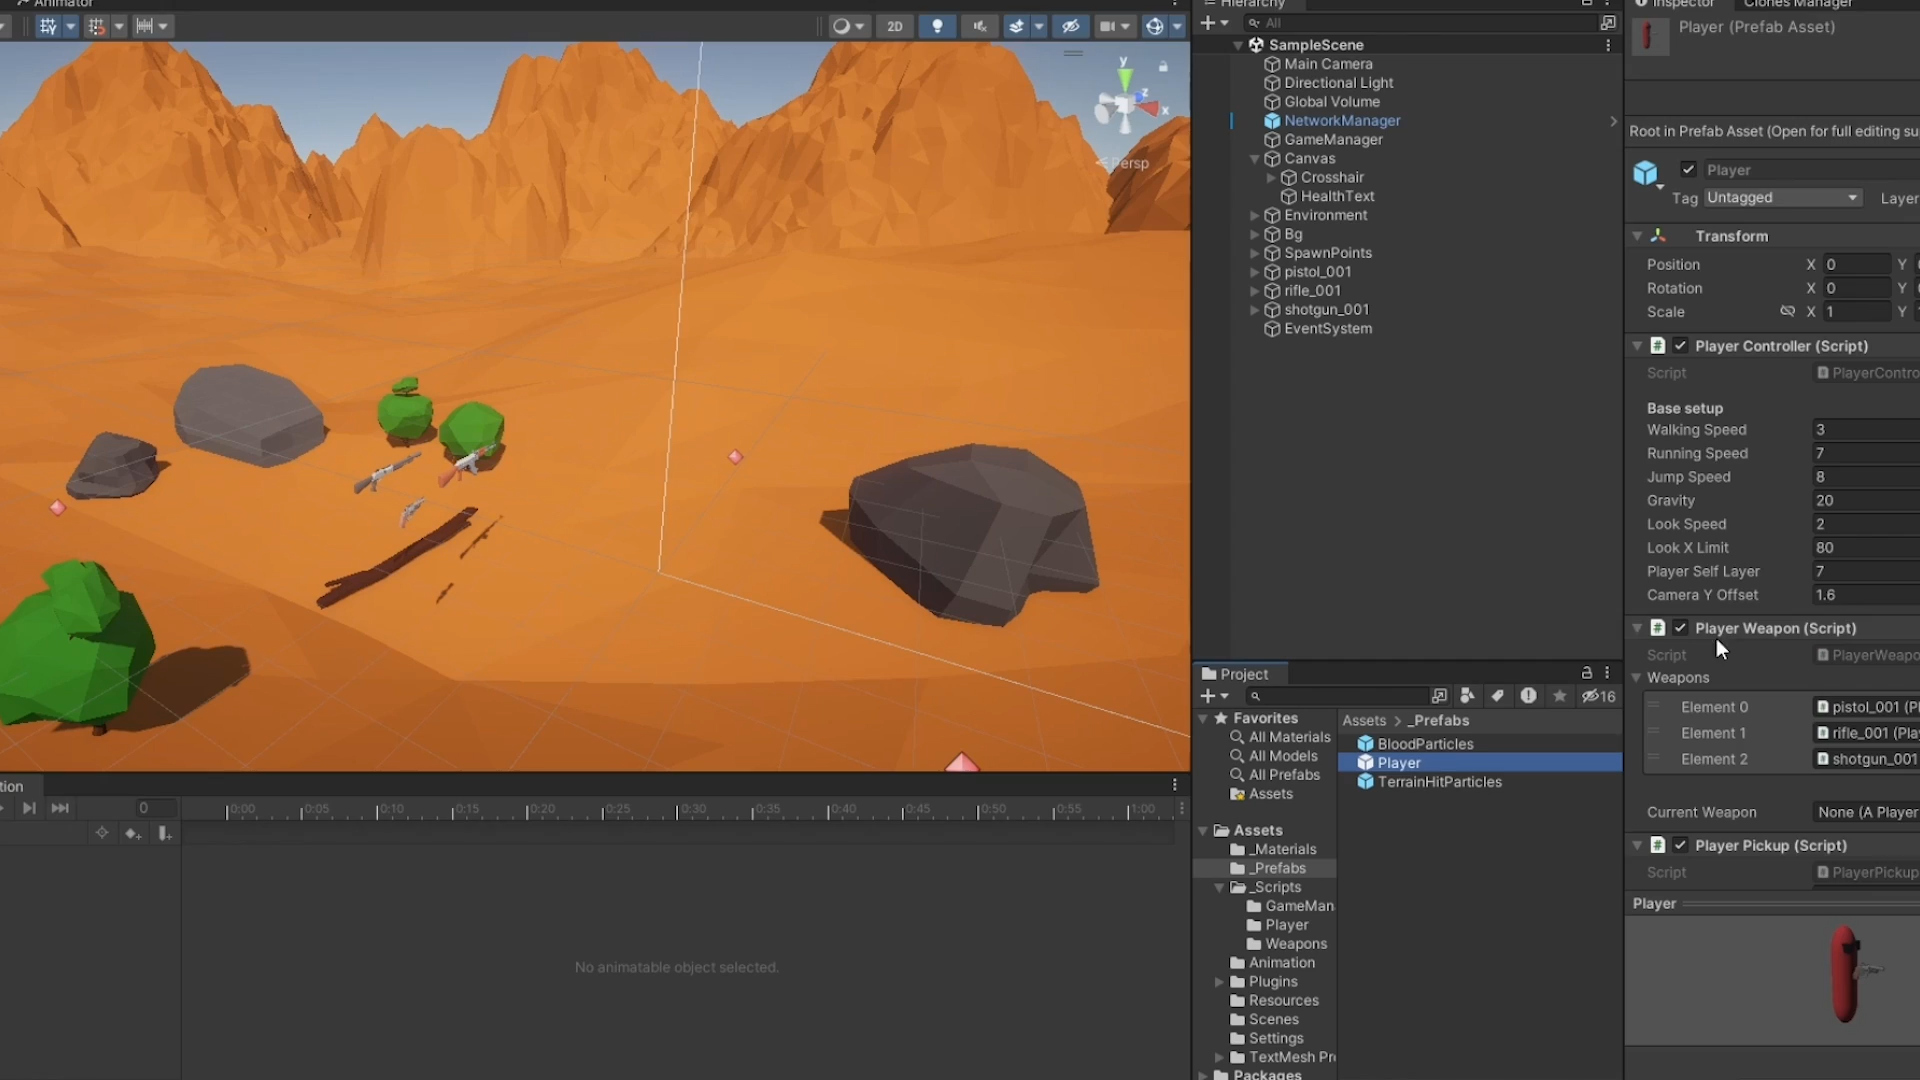 Animator
2D
y
z
x
Persp
Hierarchy
All
SampleScene
Main Camera
Directional Light
Global Volume
NetworkManager
GameManager
Canvas
Crosshair
HealthText
Environment
Bg
SpawnPoints
pistol_001
rifle_001
shotgun_001
EventSystem
Inspector
Clones Manager
Player (Prefab Asset)
Root in Prefab Asset (Open for full editing su
Player
Tag Untagged Layer
Transform
Position X 0 Y
Rotation X 0 Y
Scale X 1 Y
# Player Controller (Script)
Script PlayerContro
Base setup
Walking Speed 3
Running Speed 7
Jump Speed 8
Gravity 20
Look Speed 2
Look X Limit 80
Player Self Layer 7
Camera Y Offset 1.6
# Player Weapon (Script)
Script PlayerWeapo
Weapons
Element 0 pistol_001 (Pl
Element 1 rifle_001 (Play
Element 2 shotgun_001
Current Weapon None (A Player
# Player Pickup (Script)
Script PlayerPickup
Player
Project
16
Favorites
All Materials
All Models
All Prefabs
Assets
Assets
_Materials
_Prefabs
_Scripts
GameMan
Player
Weapons
Animation
Plugins
Resources
Scenes
Settings
TextMesh Pr
Packages
Assets > _Prefabs
BloodParticles
Player
TerrainHitParticles
tion
0
0:00 0:05 0:10 0:15 0:20 0:25 0:30 0:35 0:40 0:45 0:50 0:55 1:00
No animatable object selected.